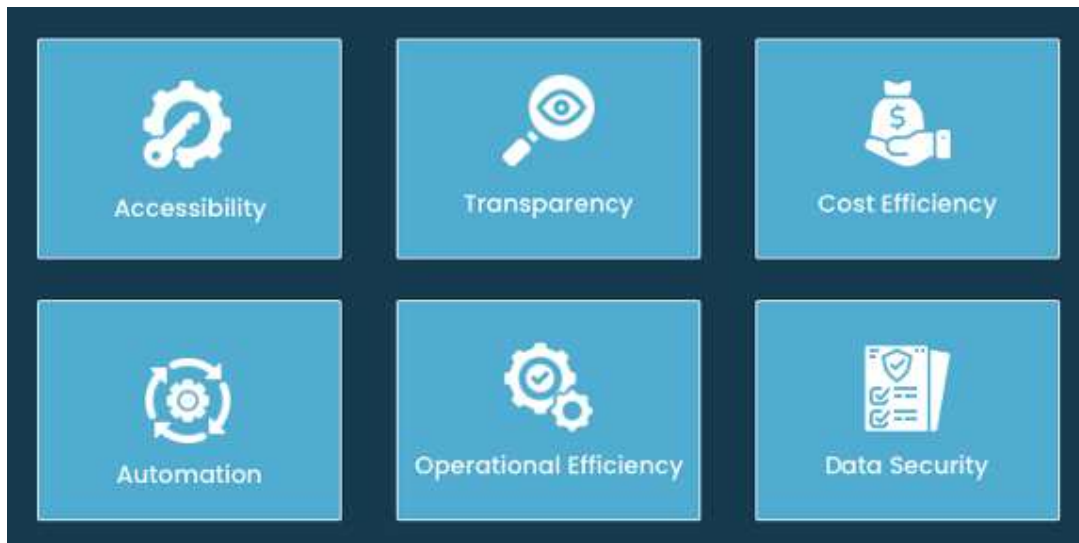 Accessibility
Transparency
$
Cost Efficiency
Automation
Operational Efficiency
Data Security